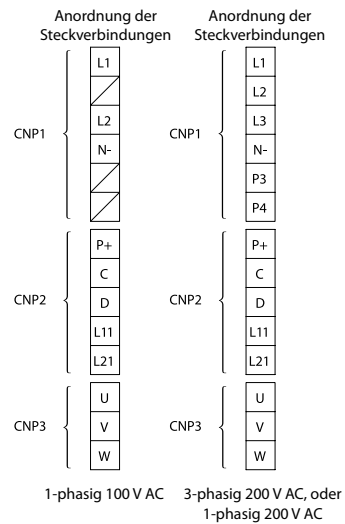 Anordnung der
Steckverbindungen
CNP1
L1
L2
N-
CNP2
P+
C
D
L11
L21
CNP3
U
V
W
1-phasig 100 V AC
Anordnung der
Steckverbindungen
CNP1
L1
L2
L3
N-
P3
P4
CNP2
P+
C
D
L11
L21
CNP3
U
V
W
3-phasig 200 V AC, oder
1-phasig 200 V AC